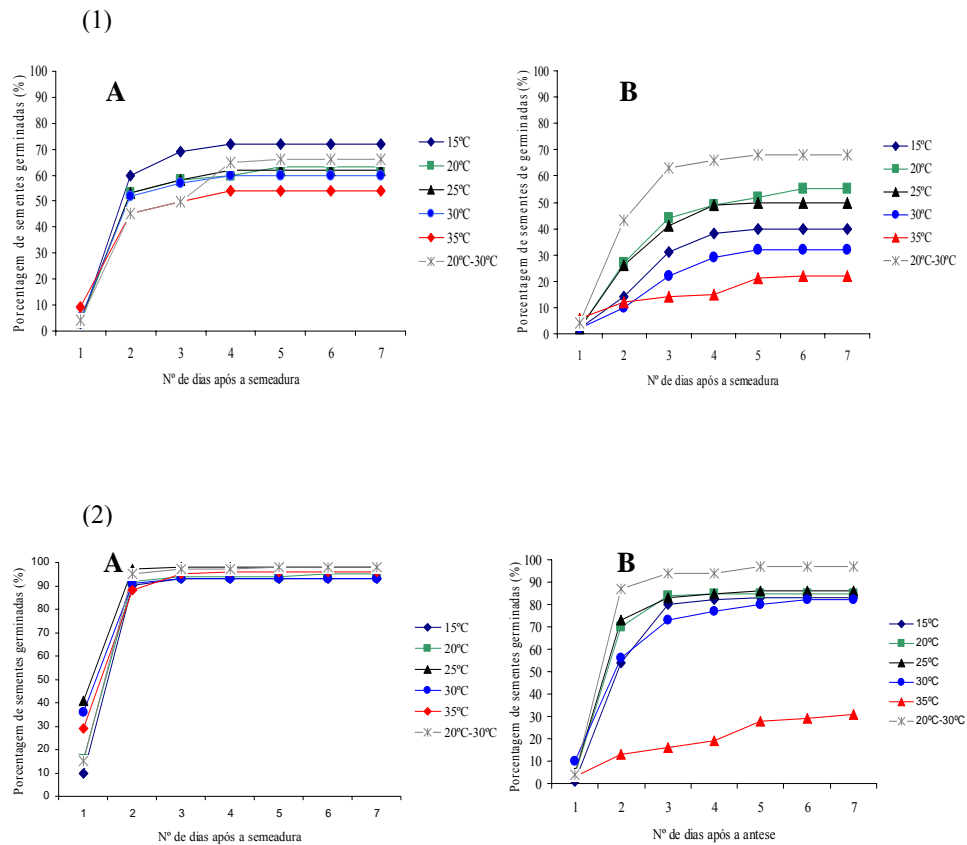 (1)
A
Porcentagem de sementes germinadas (%)
100
90
80
70
60
50
40
30
20
10
0
1 2 3 4 5 6 7
Nº de dias após a semeadura
15ºC
20ºC
25ºC
30ºC
35ºC
20ºC-30ºC
B
Porcentagem de sementes de germinadas (%)
100
90
80
70
60
50
40
30
20
10
0
1 2 3 4 5 6 7
Nº de dias após a semeadura
15ºC
20ºC
25ºC
30ºC
35ºC
20ºC-30ºC
(2)
A
Porcentagem de sementes germinadas (%)
100
90
80
70
60
50
40
30
20
10
0
1 2 3 4 5 6 7
Nº de dias após a semeadura
15ºC
20ºC
25ºC
30ºC
35ºC
20ºC-30ºC
B
Porcentagem de sementes germinadas (%)
100
90
80
70
60
50
40
30
20
10
0
1 2 3 4 5 6 7
Nº de dias após a antese
15ºC
20ºC
25ºC
30ºC
35ºC
20ºC-30ºC